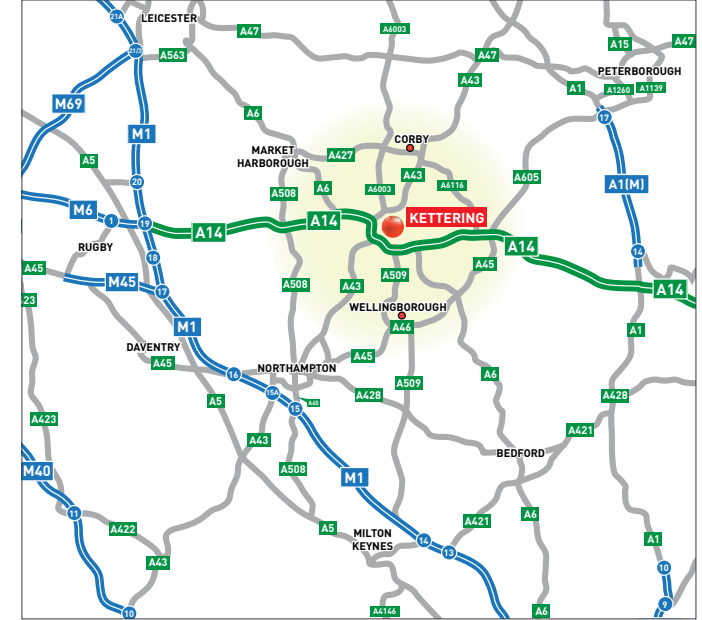 21A
LEICESTER
A47
A6003
A15
A47
21/3
A563
A47
PETERBOROUGH
A43
A1
A1260
A1139
M69
A6
17
M1
CORBY
MARKET
HARBOROUGH
A427
A5
A43
A605
20
A508
A6
A6003
A6116
A1(M)
M6
1
19
A14
A14
KETTERING
RUGBY
A14
14
18
A45
A509
A45
M45
A508
A43
A14
17
23
WELLINGBOROUGH
M1
A46
A1
DAVENTRY
A45
A45
NORTHAMPTON
16
A6
A509
15A
A428
A428
A5
A45
15
A423
A421
A43
BEDFORD
M40
A508
M1
11
A6
A421
A422
A5
MILTON
KEYNES
14
A1
13
A43
10
10
A4146
A6
9